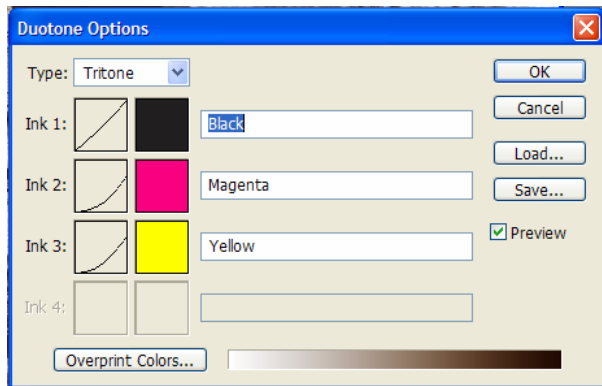 Duotone Options
Type: Tritone
OK
Ink 1: Black
Cancel
Load...
Ink 2: Magenta
Save...
Preview
Ink 3: Yellow
Ink 4:
Overprint Colors...